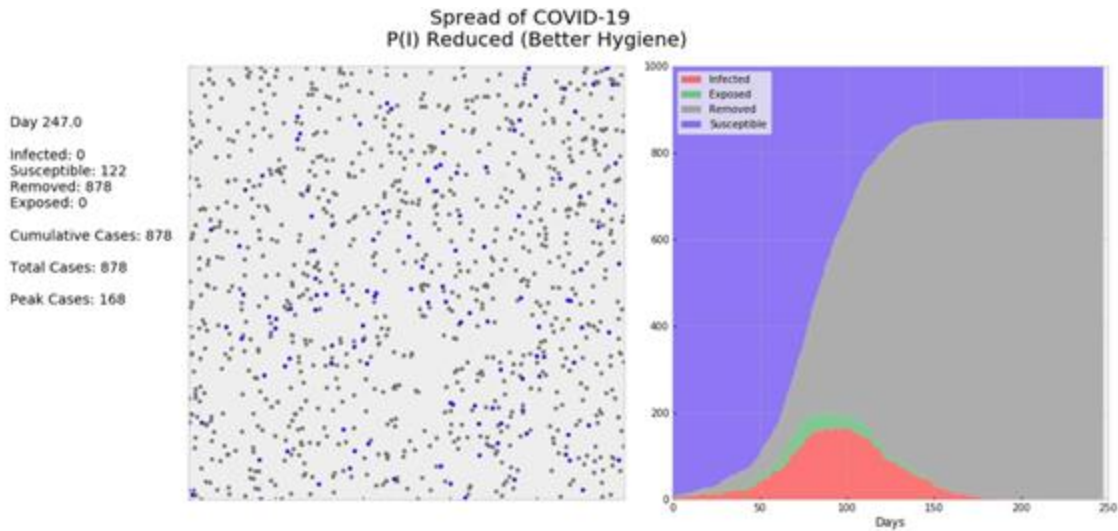 Spread of COVID-19
P(I) Reduced (Better Hygiene)
Day 247.0
Infected: 0
Susceptible: 122
Removed: 878
Exposed: 0
Cumulative Cases: 878
Total Cases: 878
Peak Cases: 168
1000
800
600
400
200
0
Infected
Exposed
Removed
Susceptible
0 50 100 150 200 250
Days